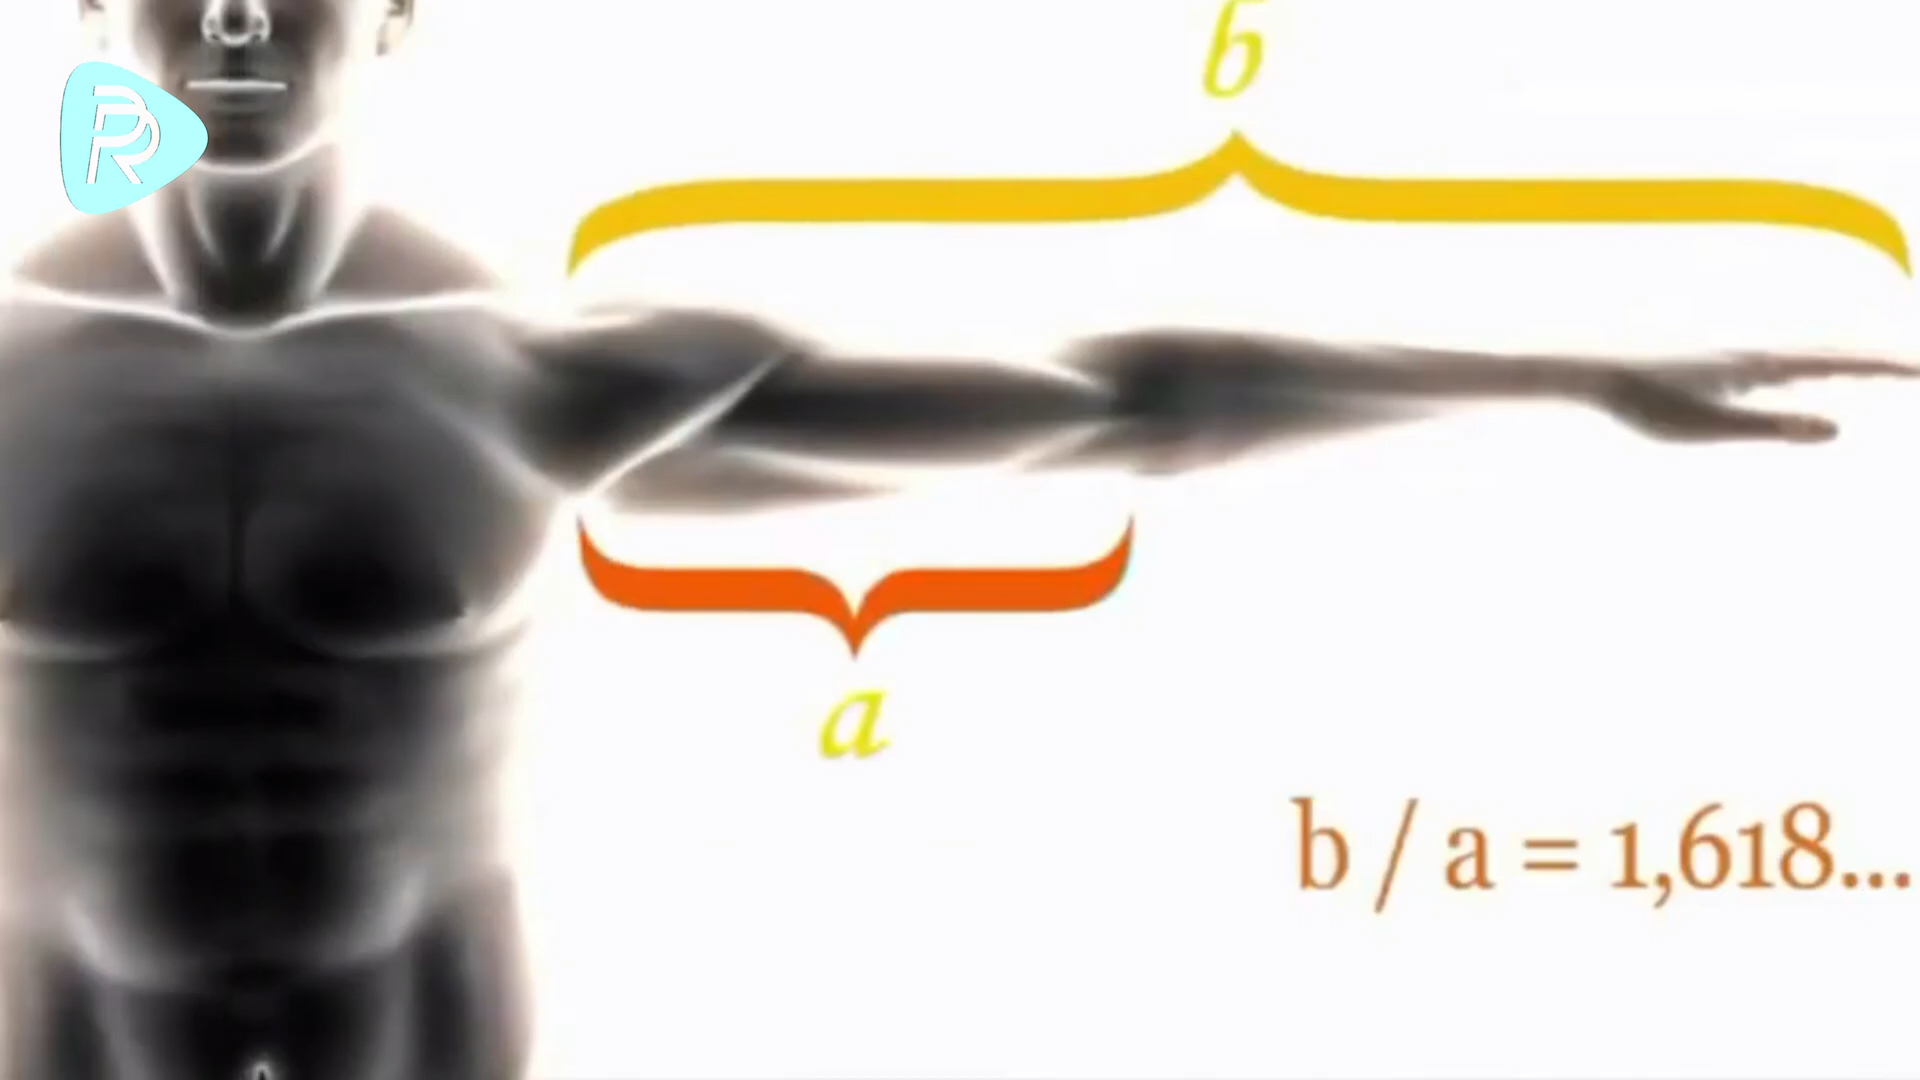 б
a
b / a = 1,618...